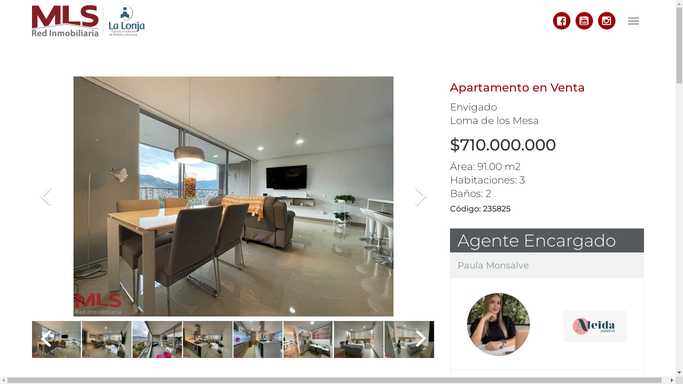 MLS
Red Inmobiliaria
La Lonja
Apartamento en Venta
Envigado
Loma de los Mesa
$710.000.000
Área: 91.00 m2
Habitaciones: 3
Baños: 2
Código: 235825
MLS
Red Inmobiliaria
Agente Encargado
Paula Monsalve
Aleida